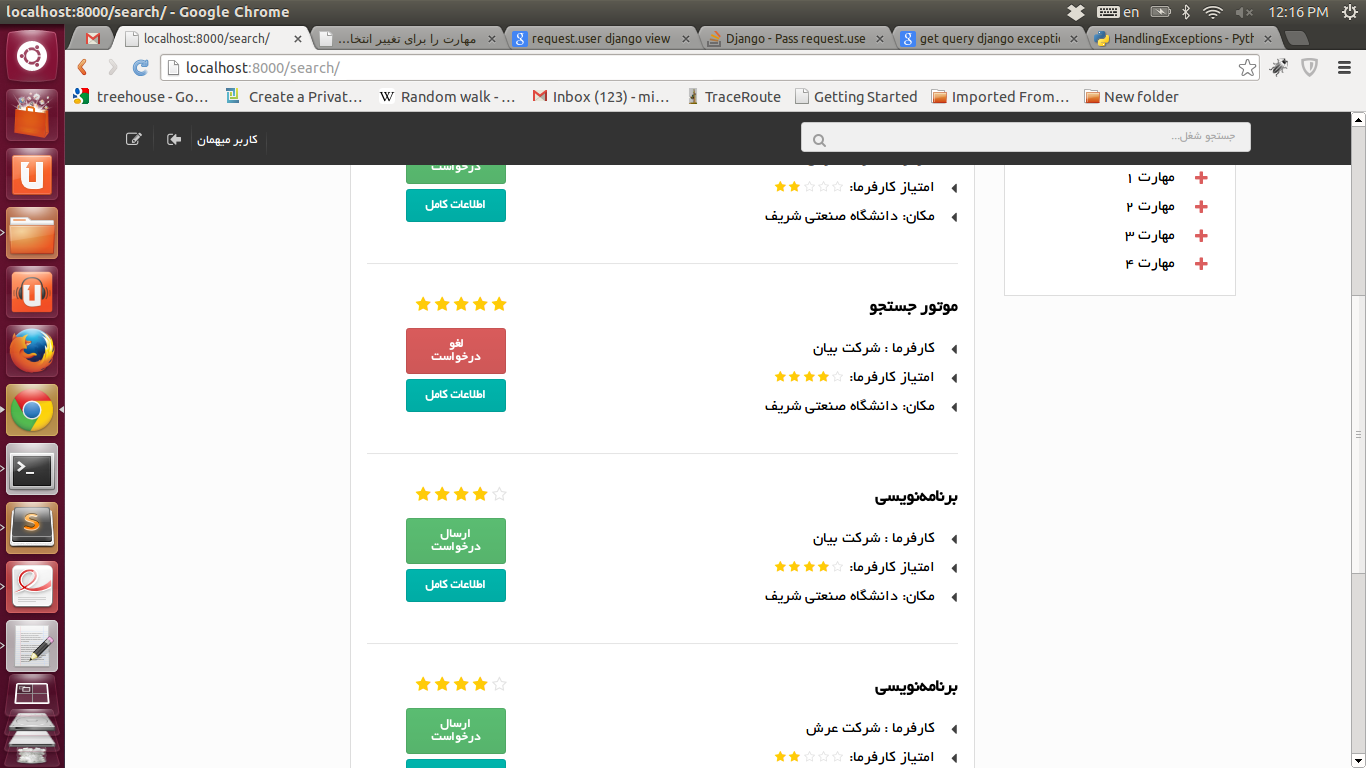 localhost:8000/search/ - Google Chrome
en
12:16 PM
localhost:8000/search/
مهارت را برای تغییر انتخا...
request.user django view
Django - Pass request.use
get query django exceptio
HandlingExceptions - Pyth
localhost:8000/search/
treehouse - Go...
Create a Privat...
Random walk - ...
Inbox (123) - mi...
TraceRoute
Getting Started
Imported From...
New folder
جستجو شغل...
کاربر میهمان
مهارت ۱
مهارت ۲
مهارت ۳
مهارت ۴
درخواست
امتیاز کارفرما:
اطلاعات کامل
مکان: دانشگاه صنعتی شریف
موتور جستجو
کارفرما : شرکت بیان
لغو
درخواست
امتیاز کارفرما:
اطلاعات کامل
مکان: دانشگاه صنعتی شریف
برنامه‌نویسی
کارفرما : شرکت بیان
ارسال
درخواست
امتیاز کارفرما:
اطلاعات کامل
مکان: دانشگاه صنعتی شریف
برنامه‌نویسی
کارفرما : شرکت عرش
ارسال
درخواست
امتیاز کارفرما: